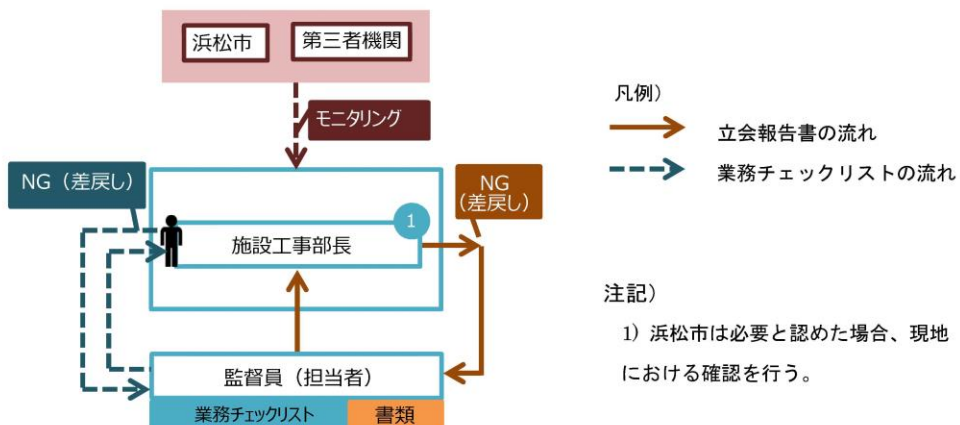 浜松市
第三者機関
モニタリング
NG（差戻し）
NG
（差戻し）
1
施設工事部長
監督員（担当者）
業務チェックリスト
書類
凡例）
立会報告書の流れ
業務チェックリストの流れ
注記）
1) 浜松市は必要と認めた場合、現地
における確認を行う。